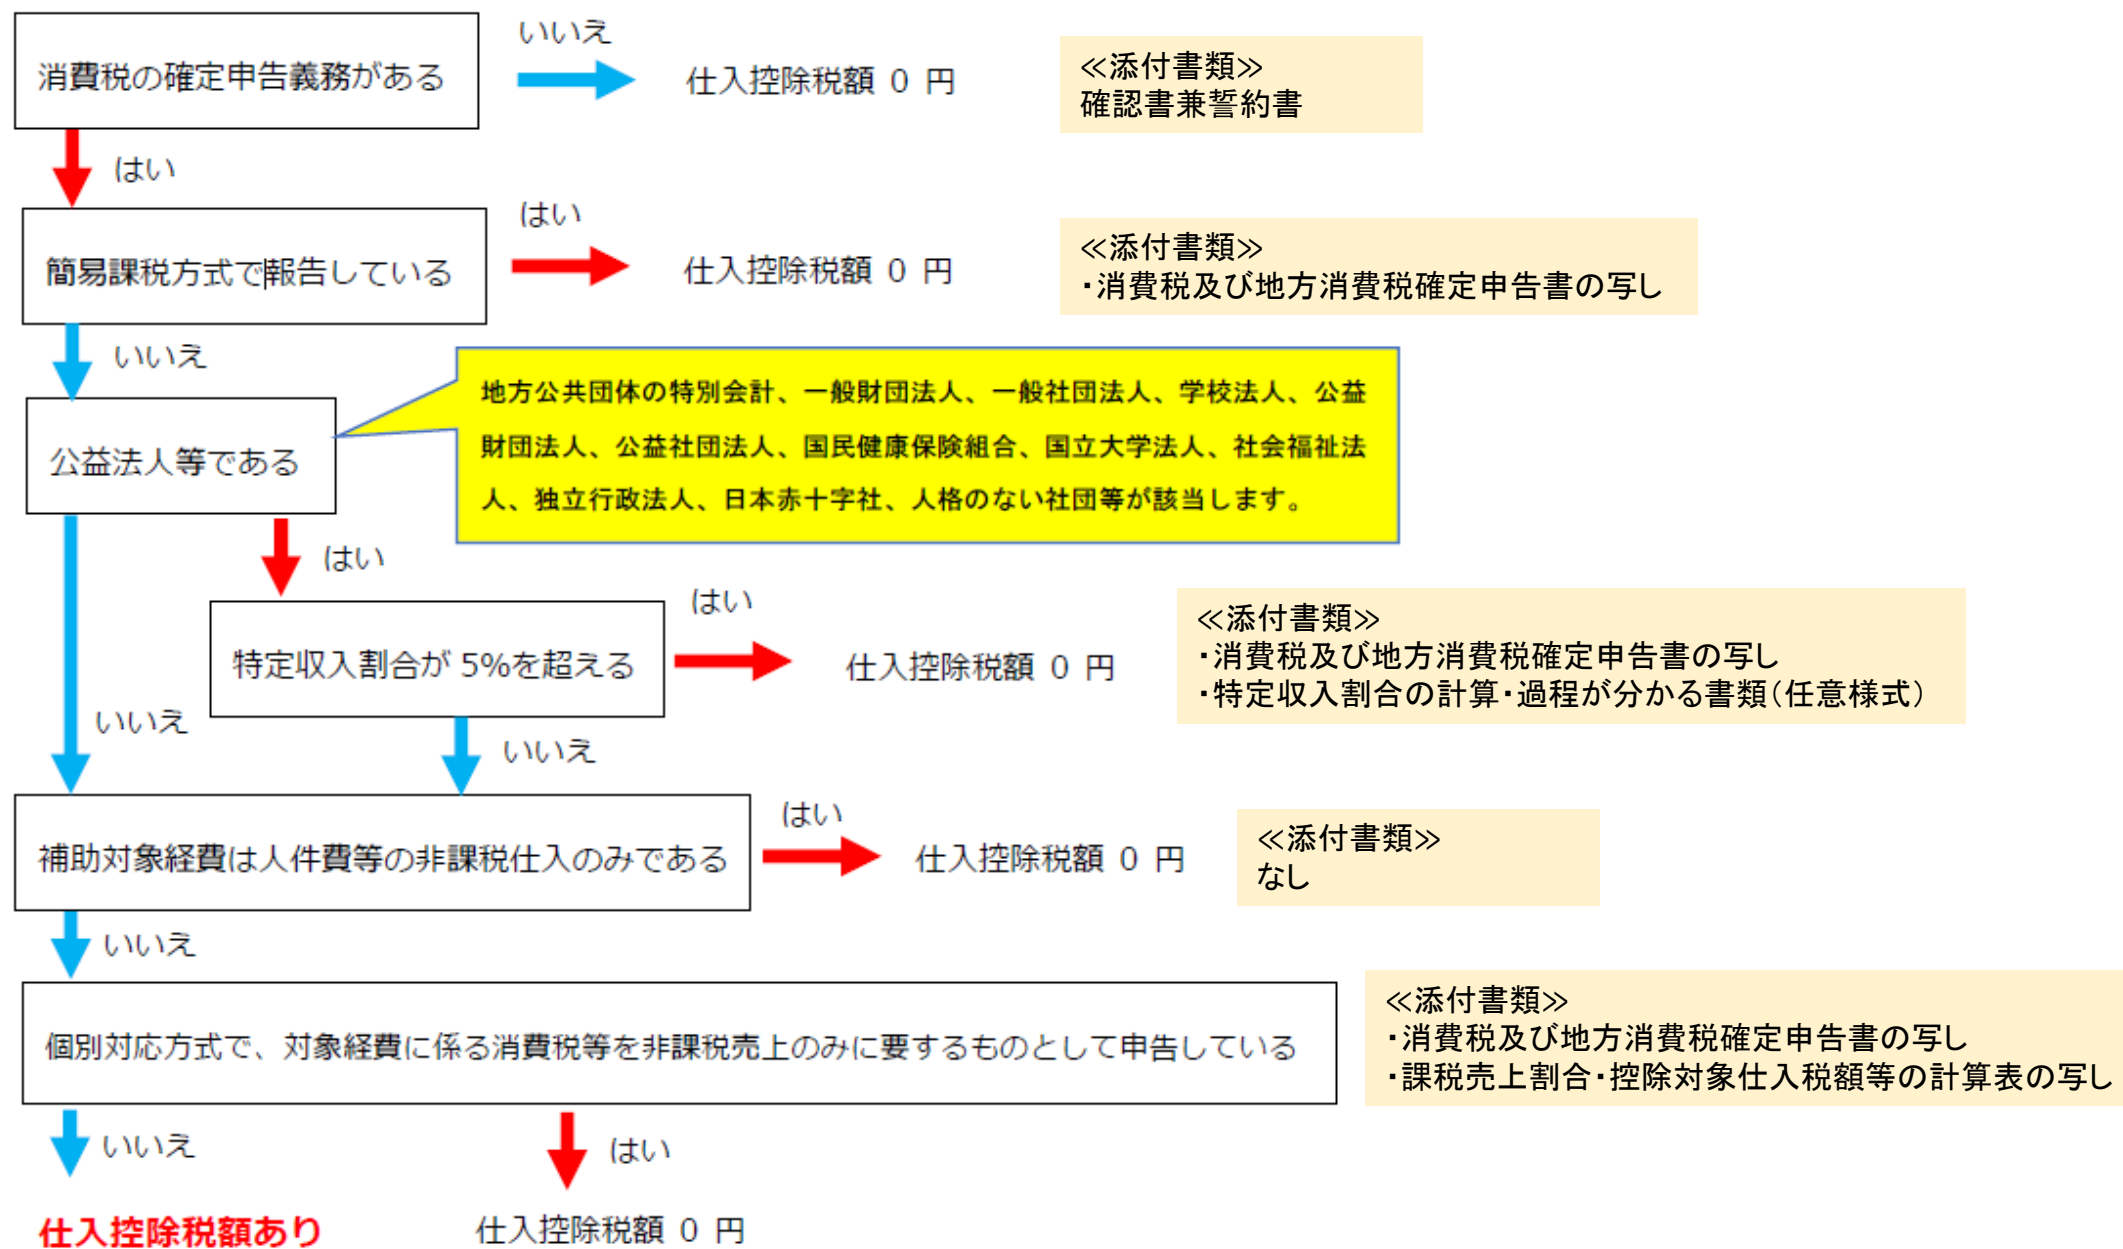 消費税の確定申告義務がある
いいえ
仕入控除税額 0 円
≪添付書類≫
確認書兼誓約書
はい
簡易課税方式で報告している
はい
仕入控除税額 0 円
≪添付書類≫
・消費税及び地方消費税確定申告書の写し
いいえ
公益法人等である
地方公共団体の特別会計、一般財団法人、一般社団法人、学校法人、公益
財団法人、公益社団法人、国民健康保険組合、国立大学法人、社会福祉法
人、独立行政法人、日本赤十字社、人格のない社団等が該当します。
はい
特定収入割合が 5%を超える
はい
仕入控除税額 0 円
≪添付書類≫
・消費税及び地方消費税確定申告書の写し
・特定収入割合の計算・過程が分かる書類（任意様式）
いいえ
いいえ
補助対象経費は人件費等の非課税仕入のみである
はい
仕入控除税額 0 円
≪添付書類≫
なし
いいえ
個別対応方式で、対象経費に係る消費税等を非課税売上のみに要するものとして申告している
≪添付書類≫
・消費税及び地方消費税確定申告書の写し
・課税売上割合・控除対象仕入税額等の計算表の写し
いいえ
はい
仕入控除税額あり
仕入控除税額 0 円